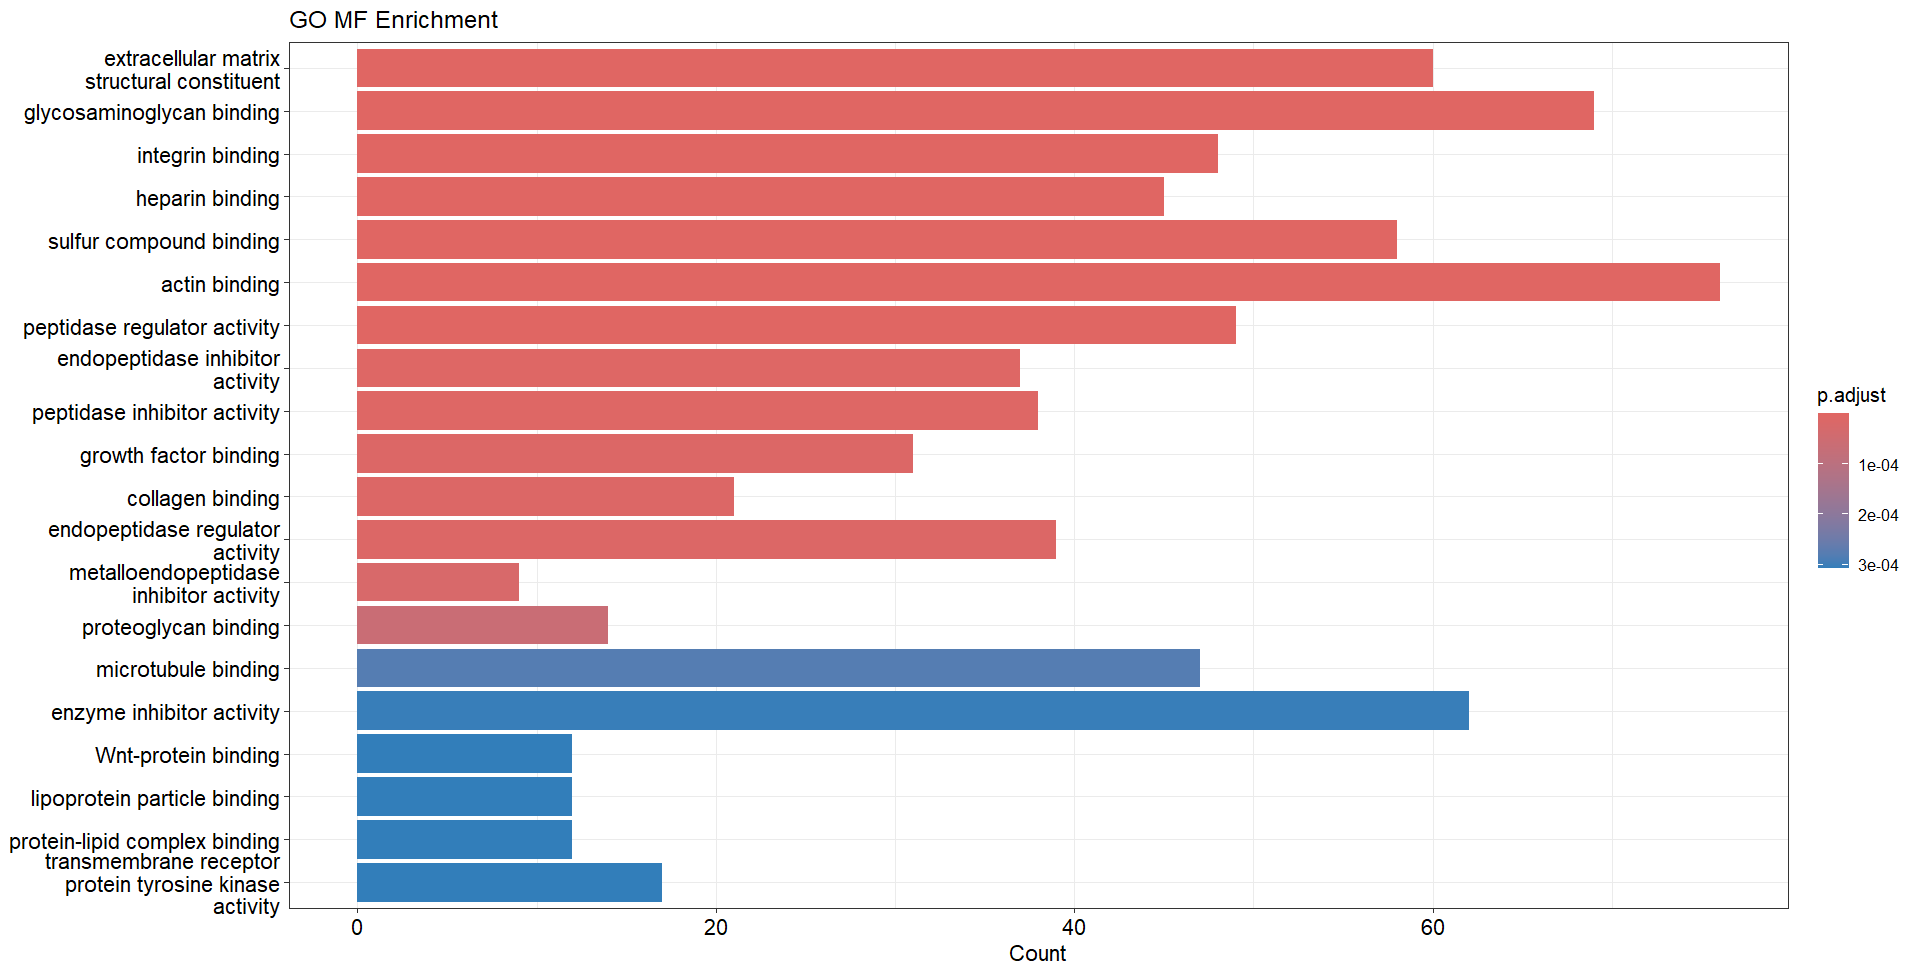 GO MF Enrichment
extracellular matrix
structural constituent
glycosaminoglycan binding
integrin binding
heparin binding
sulfur compound binding
actin binding
peptidase regulator activity
endopeptidase inhibitor
activity
peptidase inhibitor activity
growth factor binding
collagen binding
endopeptidase regulator
activity
metalloendopeptidase
inhibitor activity
proteoglycan binding
microtubule binding
enzyme inhibitor activity
Wnt-protein binding
lipoprotein particle binding
protein-lipid complex binding
transmembrane receptor
protein tyrosine kinase
activity
0 20 40 60
Count
p.adjust
1e-04
2e-04
3e-04